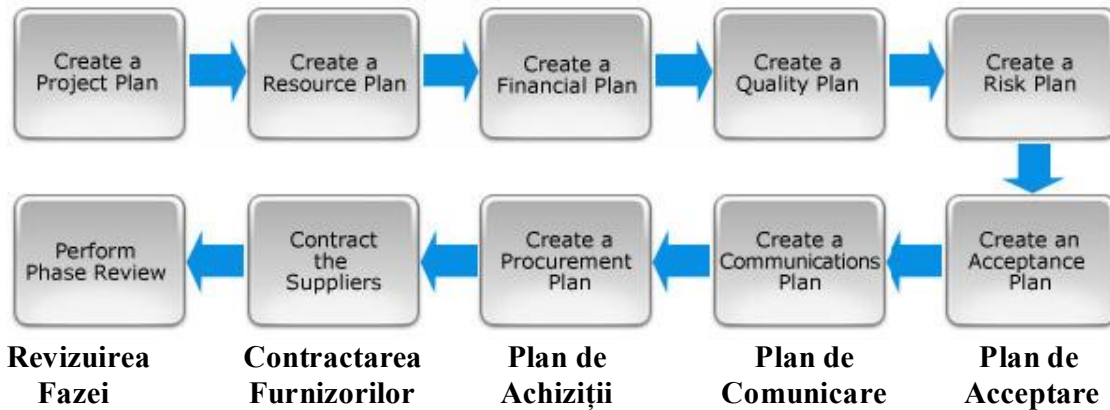 Create a
Project Plan
Create a
Resource Plan
Create a
Financial Plan
Create a
Quality Plan
Create a
Risk Plan
Perform
Phase Review
Contract
the
Suppliers
Create a
Procurement
Plan
Create a
Communications
Plan
Create an
Acceptance
Plan
Revizuirea
Fazei
Contractarea
Furnizorilor
Plan de
Achiziții
Plan de
Comunicare
Plan de
Acceptare